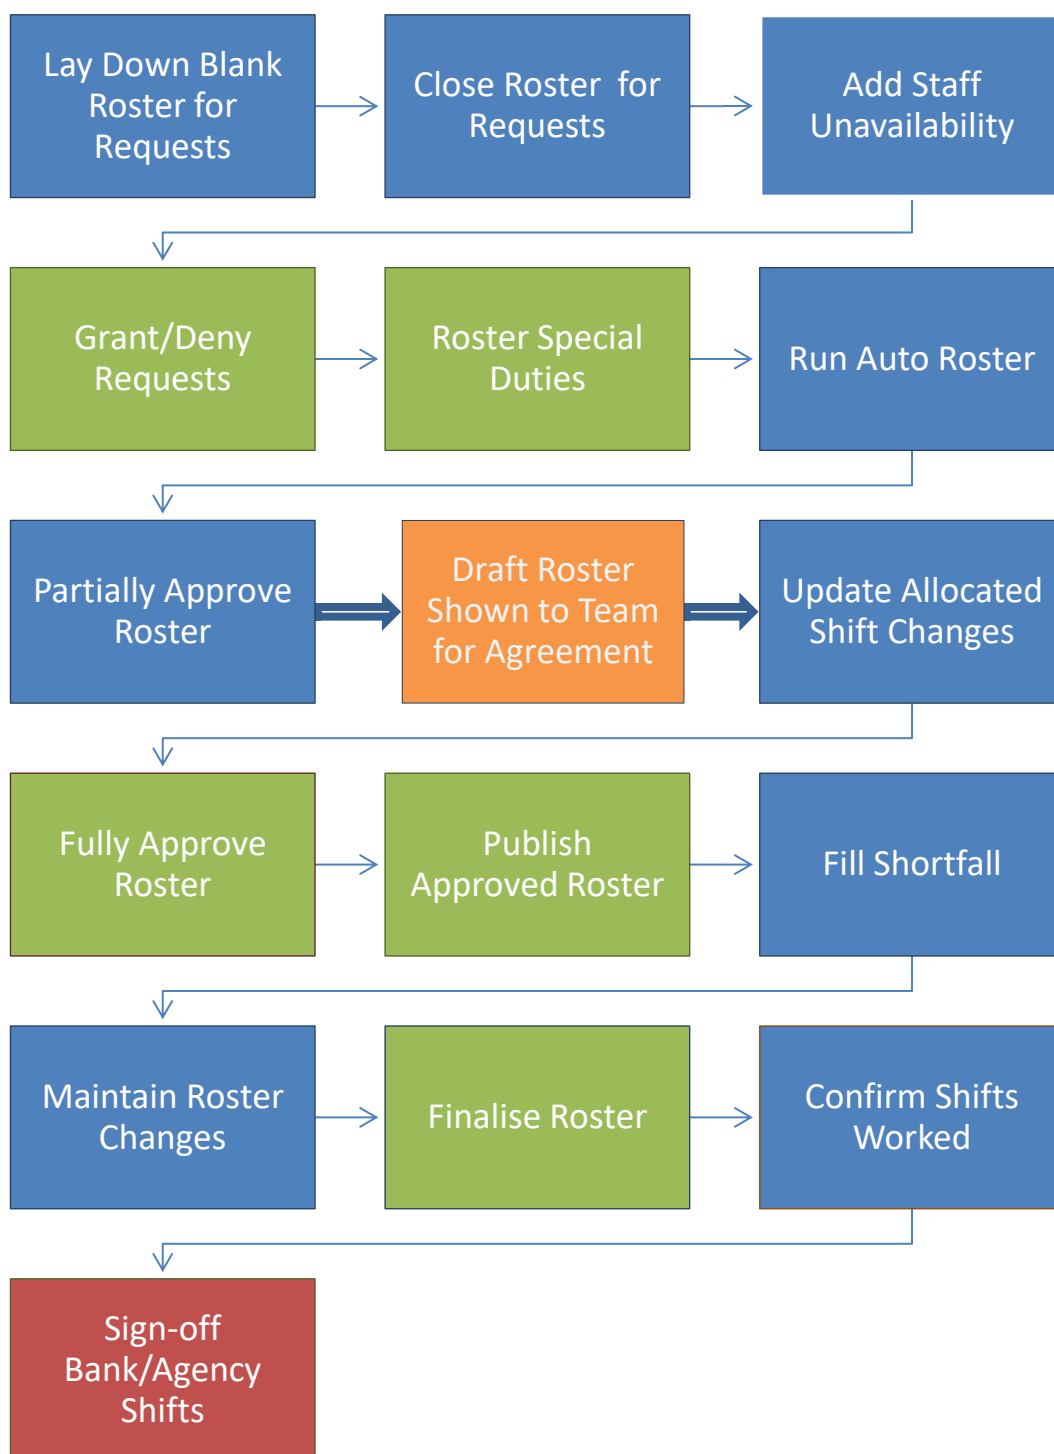 Lay Down Blank
Roster for
Requests
Close Roster for
Requests
Add Staff
Unavailability
Grant/Deny
Requests
Roster Special
Duties
Run Auto Roster
Partially Approve
Roster
Draft Roster
Shown to Team
for Agreement
Update Allocated
Shift Changes
Fully Approve
Roster
Publish
Approved Roster
Fill Shortfall
Maintain Roster
Changes
Finalise Roster
Confirm Shifts
Worked
Sign-off
Bank/Agency
Shifts